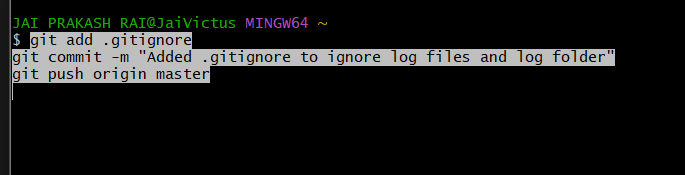 JAI PRAKASH RAI@JaiVictus MINGW64 ~
$ git add .gitignore
git commit -m "Added .gitignore to ignore log files and log folder"
git push origin master